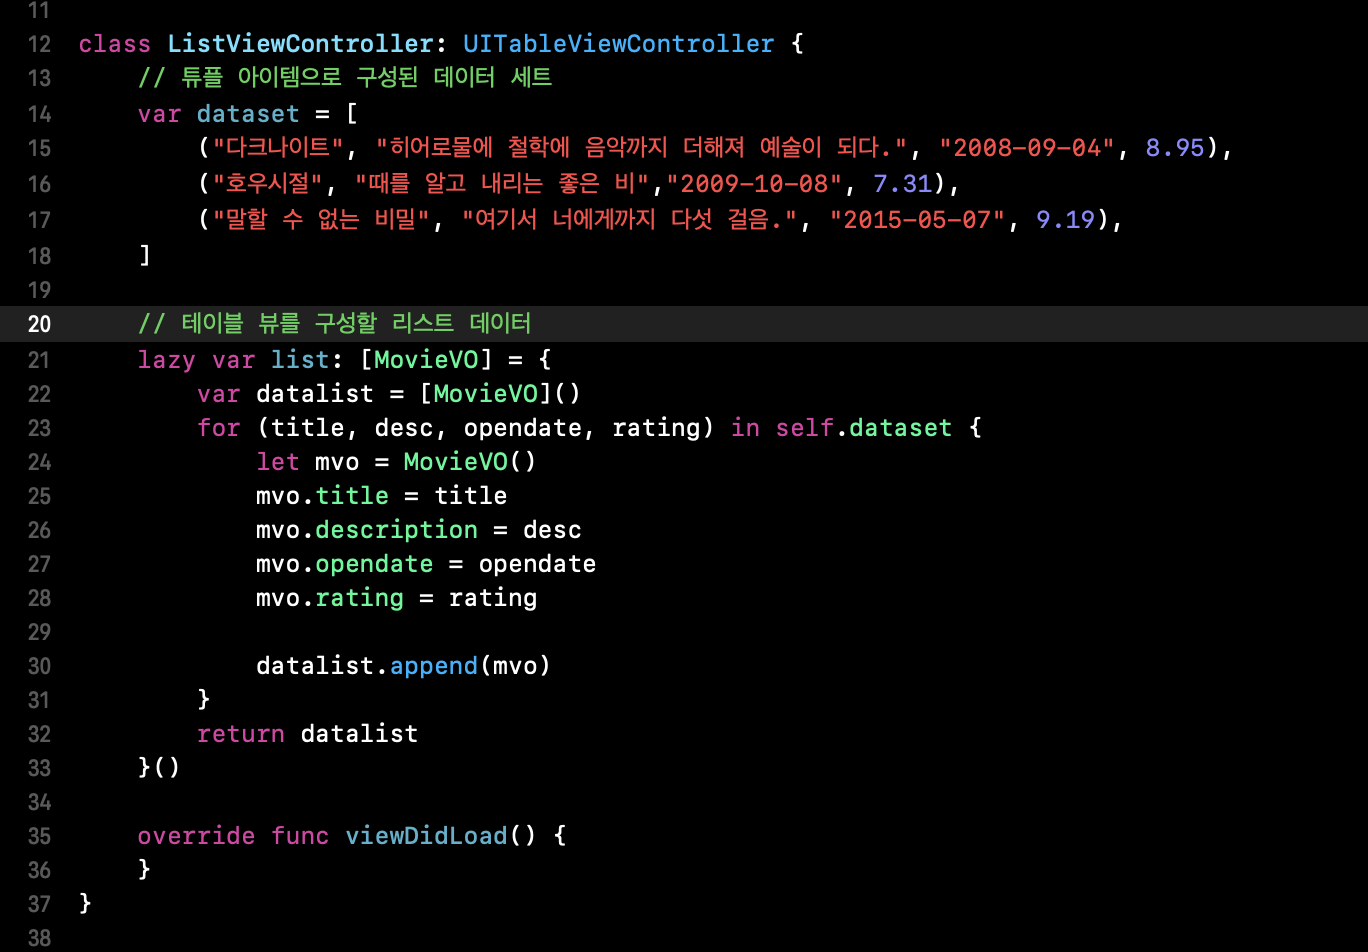 11
12 class ListViewController: UITableViewController {
13     // 튜플 아이템으로 구성된 데이터 세트
14     var dataset = [
15         ("다크나이트", "히어로물에 철학에 음악까지 더해져 예술이 되다.", "2008-09-04", 8.95),
16         ("호우시절", "때를 알고 내리는 좋은 비","2009-10-08", 7.31),
17         ("말할 수 없는 비밀", "여기서 너에게까지 다섯 걸음.", "2015-05-07", 9.19),
18     ]
19
20     // 테이블 뷰를 구성할 리스트 데이터
21     lazy var list: [MovieVO] = {
22         var datalist = [MovieVO]()
23         for (title, desc, opendate, rating) in self.dataset {
24             let mvo = MovieVO()
25             mvo.title = title
26             mvo.description = desc
27             mvo.opendate = opendate
28             mvo.rating = rating
29
30             datalist.append(mvo)
31         }
32         return datalist
33     }()
34
35     override func viewDidLoad() {
36     }
37 }
38